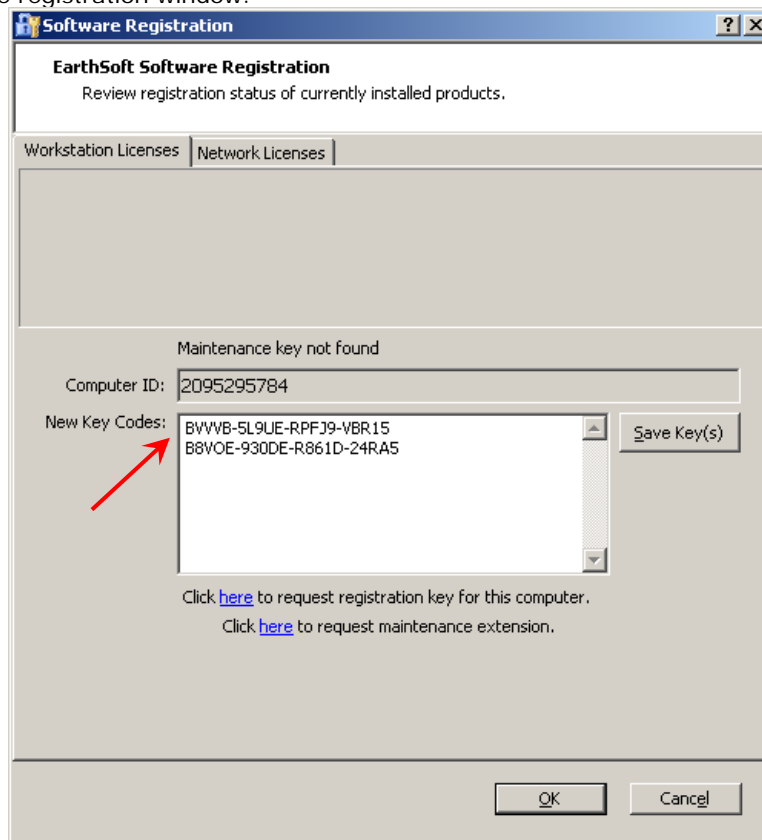 registration window.
Software Registration
EarthSoft Software Registration
Review registration status of currently installed products.
Workstation Licenses Network Licenses
Maintenance key not found
Computer ID: 2095295784
New Key Codes: BVVVB-5L9UE-RPFJ9-VBR15 Save Key(s)
B8VOE-930DE-R861D-24RA5
Click here to request registration key for this computer.
Click here to request maintenance extension.
OK Cancel